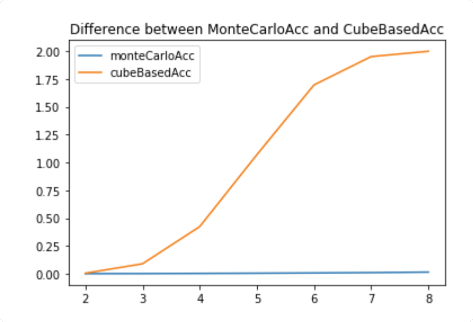 Difference between MonteCarloAcc and CubeBasedAcc
monteCarloAcc
cubeBasedAcc
2.00
1.75
1.50
1.25
1.00
0.75
0.50
0.25
0.00
2 3 4 5 6 7 8